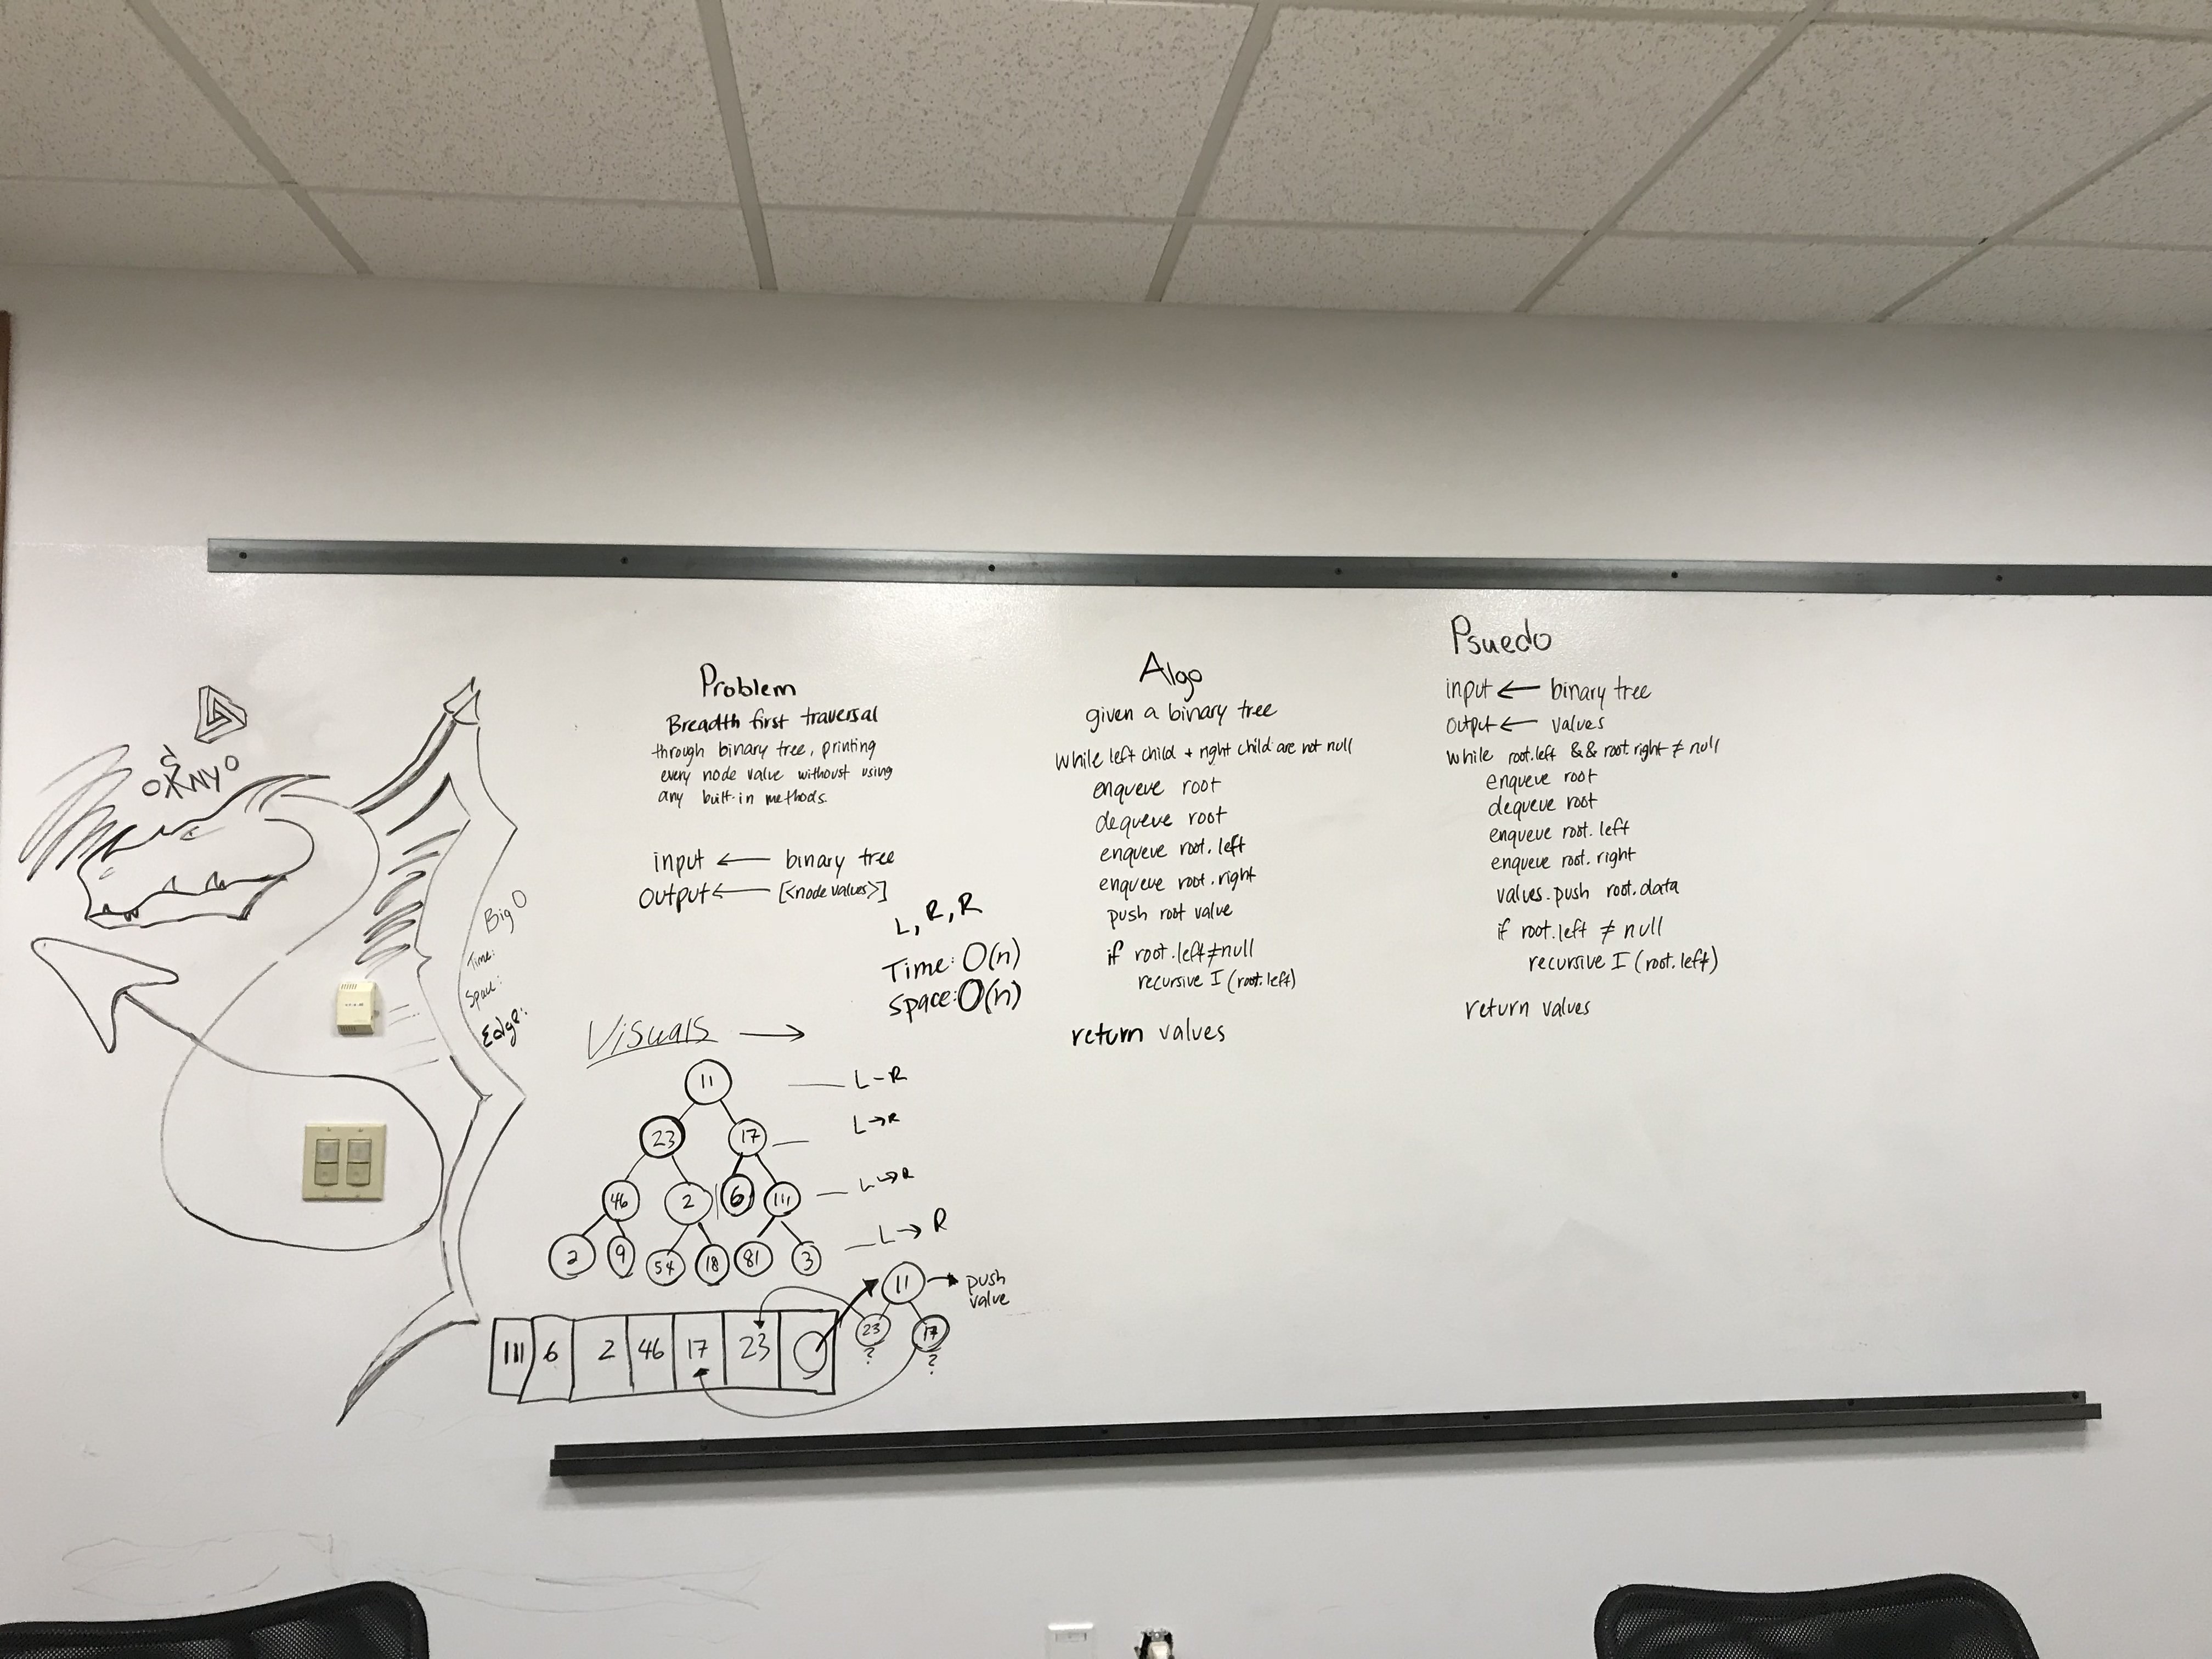 Problem
Breadth first traversal
through binary tree, printing
every node value without using
any built-in methods.
input ← binary tree
Output ← [<node values>]
L, R, R
Time: O(n)
Space: O(n)
Big O
Time:
Space:
Edge:
Visuals →
11
L-R
23 17
L→R
46 2 6 111
L→R
2 9 54 18 81 3
L→R
11 → push
value
23 17
? ?
111 6 2 46 17 23
Algo
given a binary tree
while left child + right child are not null
enqueue root
dequeue root
enqueue root.left
enqueue root.right
push root value
if root.left ≠ null
recursive I (root.left)
return values
Psuedo
input ← binary tree
Output ← values
while root.left && root.right ≠ null
enqueue root
dequeue root
enqueue root.left
enqueue root.right
values.push root.data
if root.left ≠ null
recursive I (root.left)
return values